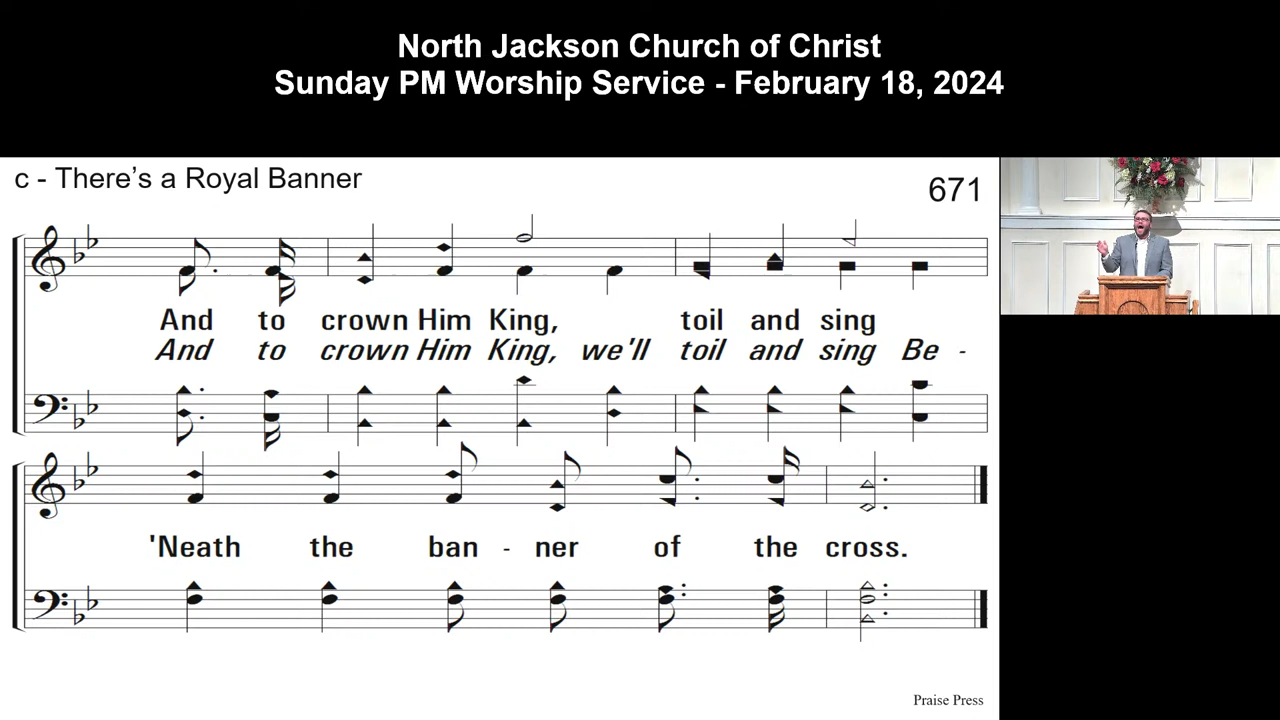 North Jackson Church of Christ
Sunday PM Worship Service - February 18, 2024
c - There's a Royal Banner
671
And to crown Him King, toil and sing
And to crown Him King, we'll toil and sing Be -
'Neath the ban - ner of the cross.
Praise Press